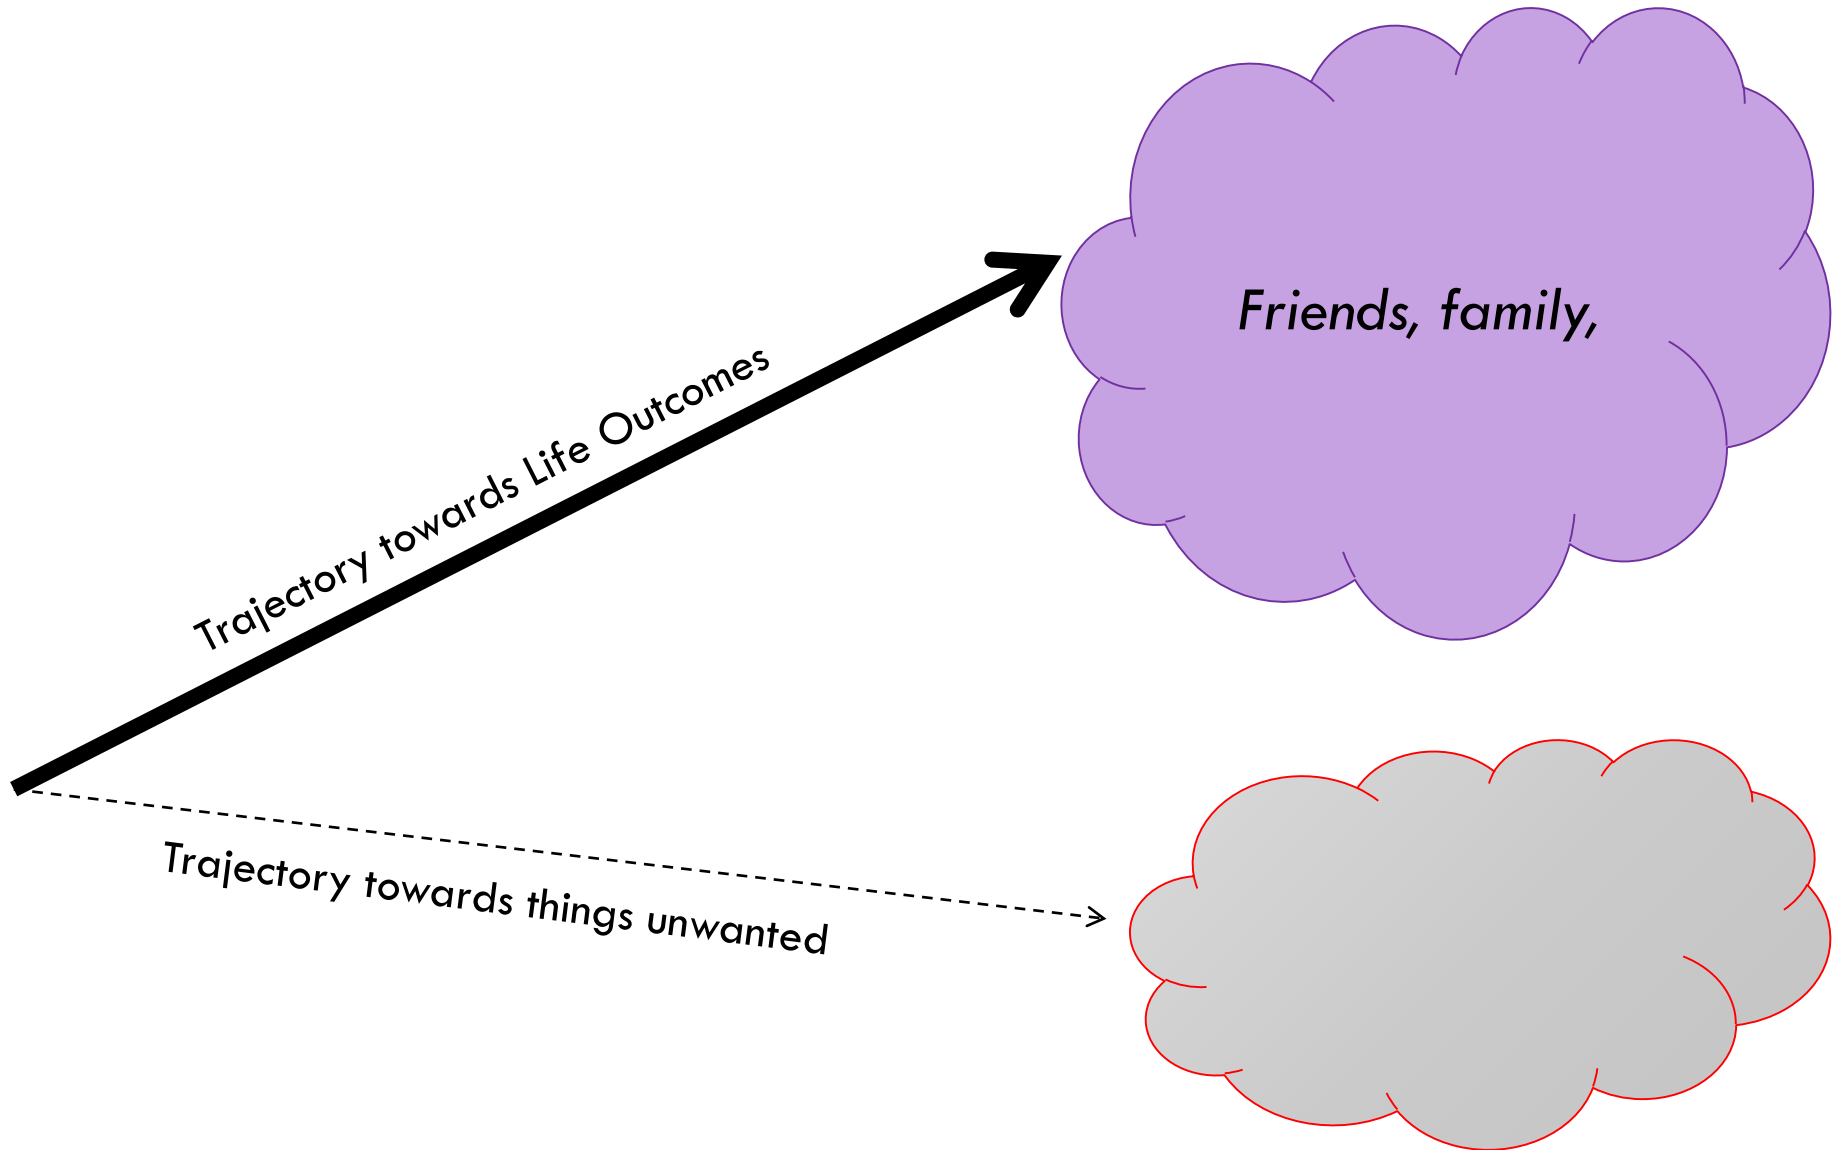 Friends, family,
Trajectory towards Life Outcomes
Trajectory towards things unwanted